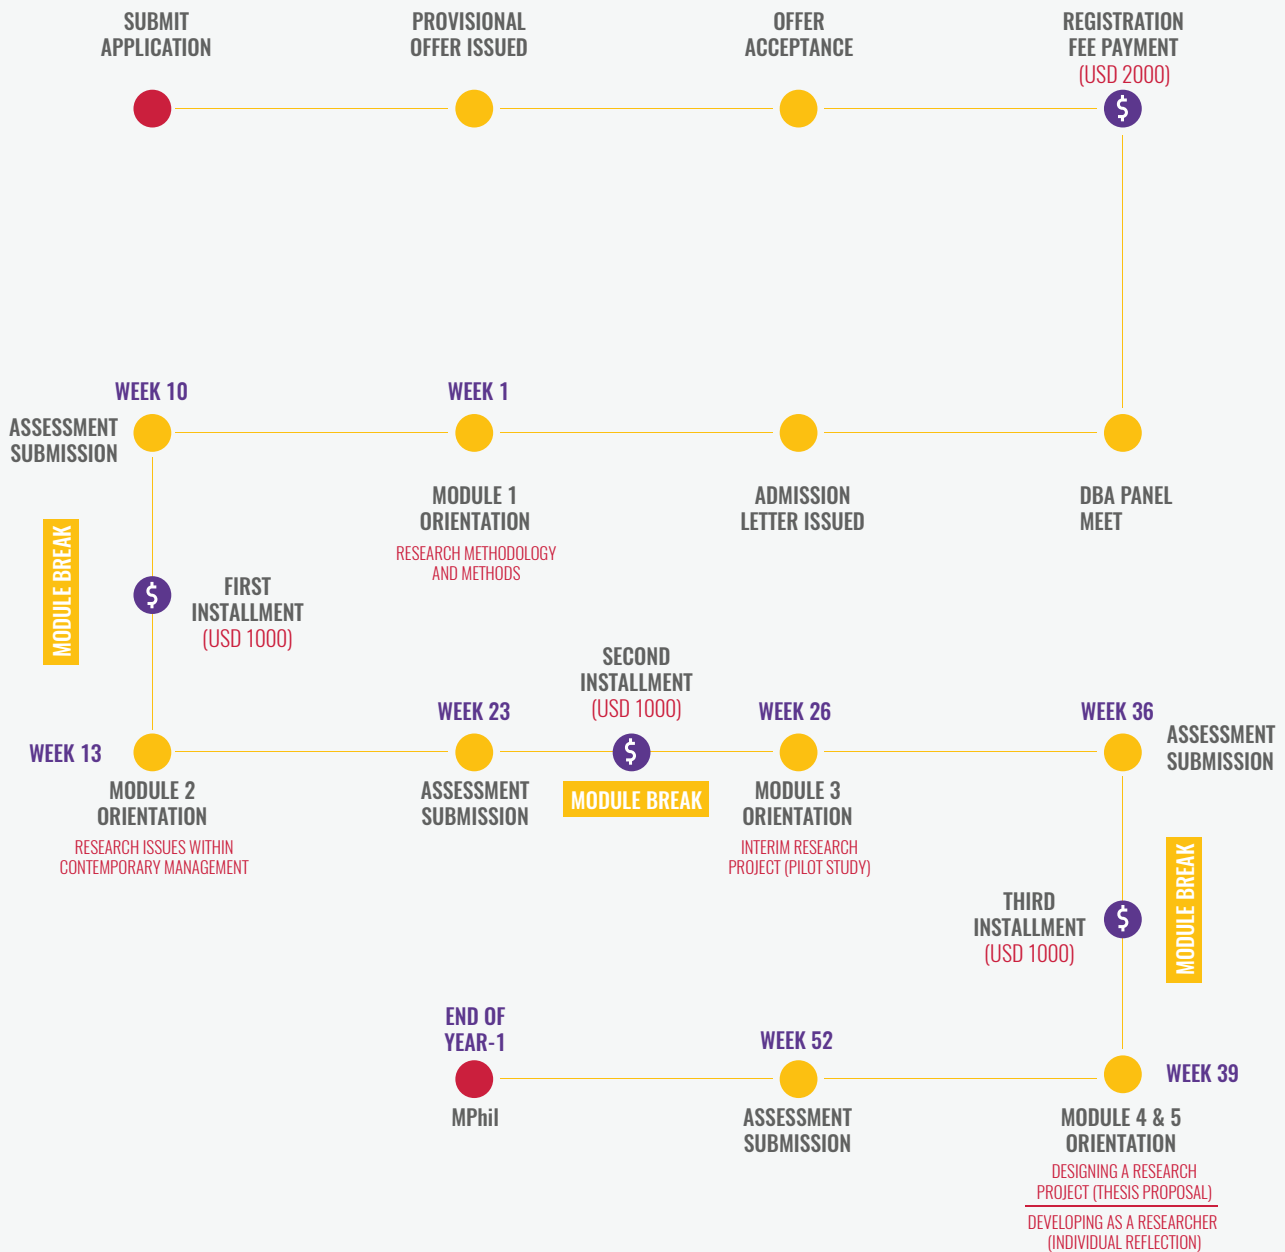 SUBMIT
APPLICATION
PROVISIONAL
OFFER ISSUED
OFFER
ACCEPTANCE
REGISTRATION
FEE PAYMENT
(USD 2000)
$
DBA PANEL
MEET
ADMISSION
LETTER ISSUED
WEEK 1
MODULE 1
ORIENTATION
RESEARCH METHODOLOGY
AND METHODS
WEEK 10
ASSESSMENT
SUBMISSION
MODULE BREAK
$
FIRST
INSTALLMENT
(USD 1000)
WEEK 13
MODULE 2
ORIENTATION
RESEARCH ISSUES WITHIN
CONTEMPORARY MANAGEMENT
WEEK 23
ASSESSMENT
SUBMISSION
SECOND
INSTALLMENT
(USD 1000)
$
MODULE BREAK
WEEK 26
MODULE 3
ORIENTATION
INTERIM RESEARCH
PROJECT (PILOT STUDY)
WEEK 36
ASSESSMENT
SUBMISSION
THIRD
INSTALLMENT
(USD 1000)
$
MODULE BREAK
WEEK 39
MODULE 4 & 5
ORIENTATION
DESIGNING A RESEARCH
PROJECT (THESIS PROPOSAL)
DEVELOPING AS A RESEARCHER
(INDIVIDUAL REFLECTION)
WEEK 52
ASSESSMENT
SUBMISSION
END OF
YEAR-1
MPhil